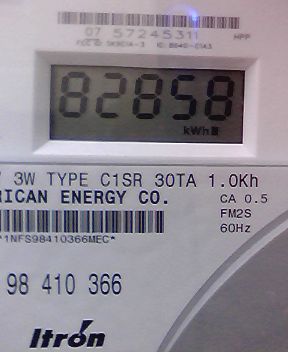 07 57245311 MPP
82858
kWh
3W TYPE C1SR 30TA 1.0Kh
RICAN ENERGY CO.
CA 0.5
FM2S
60Hz
*1NFS98410366MEC*
98 410 366
Itron